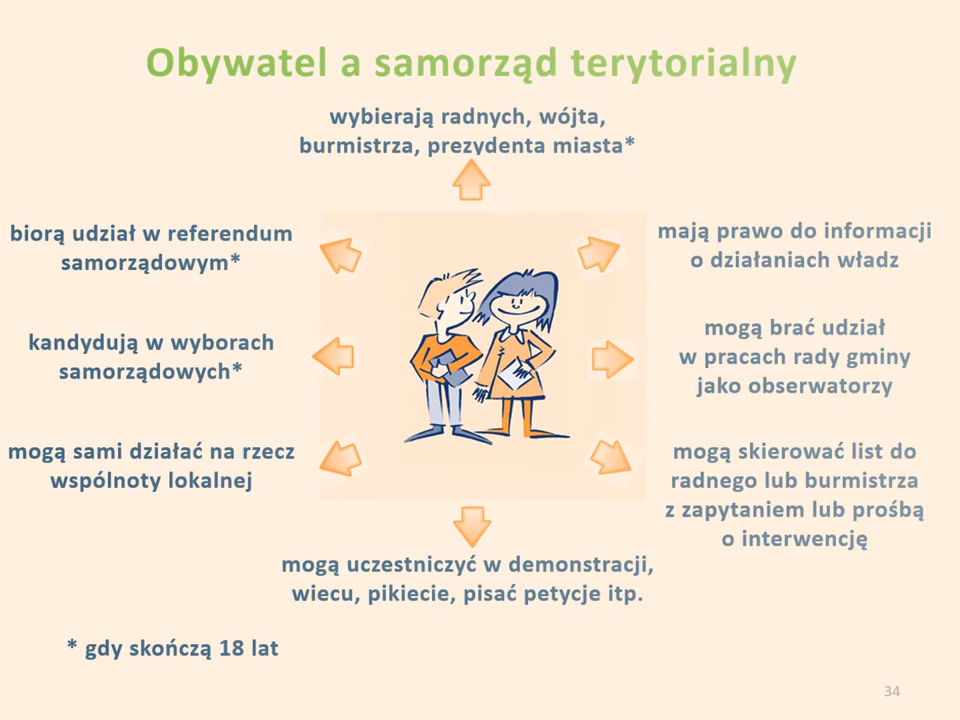 Obywatel a samorząd terytorialny
wybierają radnych, wójta,
burmistrza, prezydenta miasta*
biorą udział w referendum
samorządowym*
mają prawo do informacji
o działaniach władz
kandydują w wyborach
samorządowych*
mogą brać udział
w pracach rady gminy
jako obserwatorzy
mogą sami działać na rzecz
wspólnoty lokalnej
mogą skierować list do
radnego lub burmistrza
z zapytaniem lub prośbą
o interwencję
mogą uczestniczyć w demonstracji,
wiecu, pikiecie, pisać petycje itp.
* gdy skończą 18 lat
34